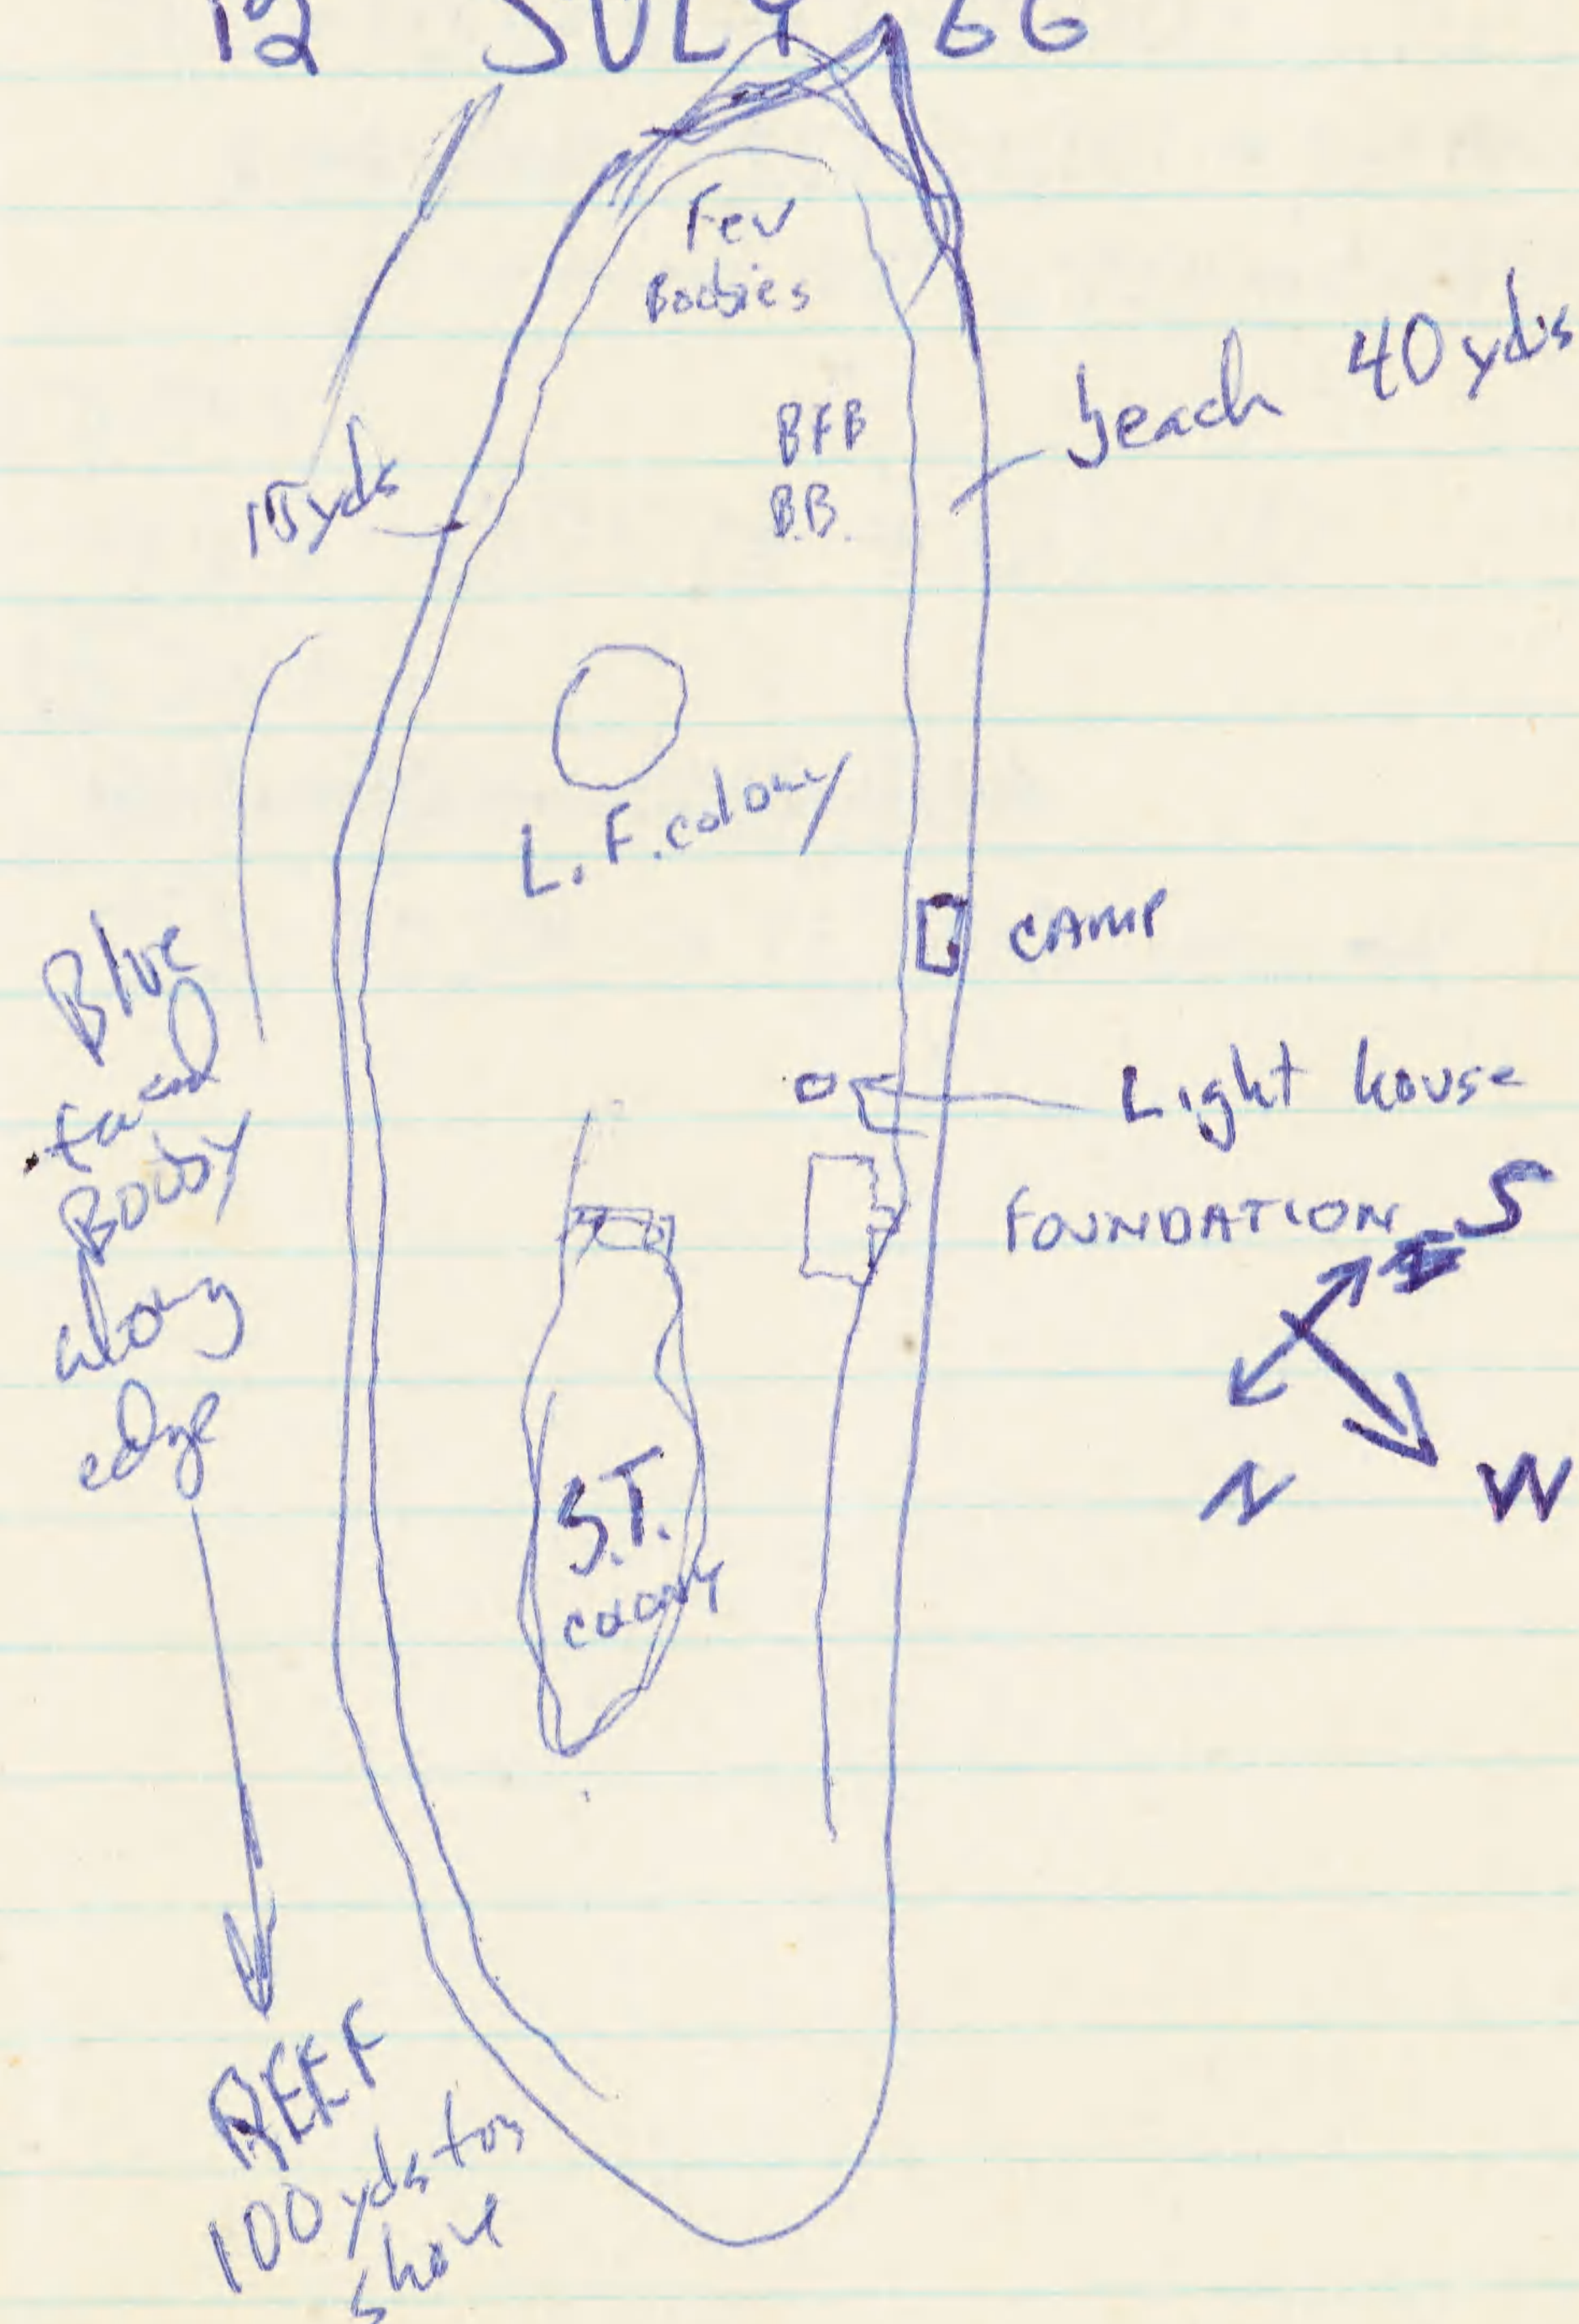 12 JULY 66
Few
Boobies
beach 40 yds
BFB
B.B.
15 yds
L. F. colony
CAMP
Blue
faced
Booby
along
edge
Light house
FOUNDATION
S
N
W
S.T.
colony
REEF
100 yds from
shore